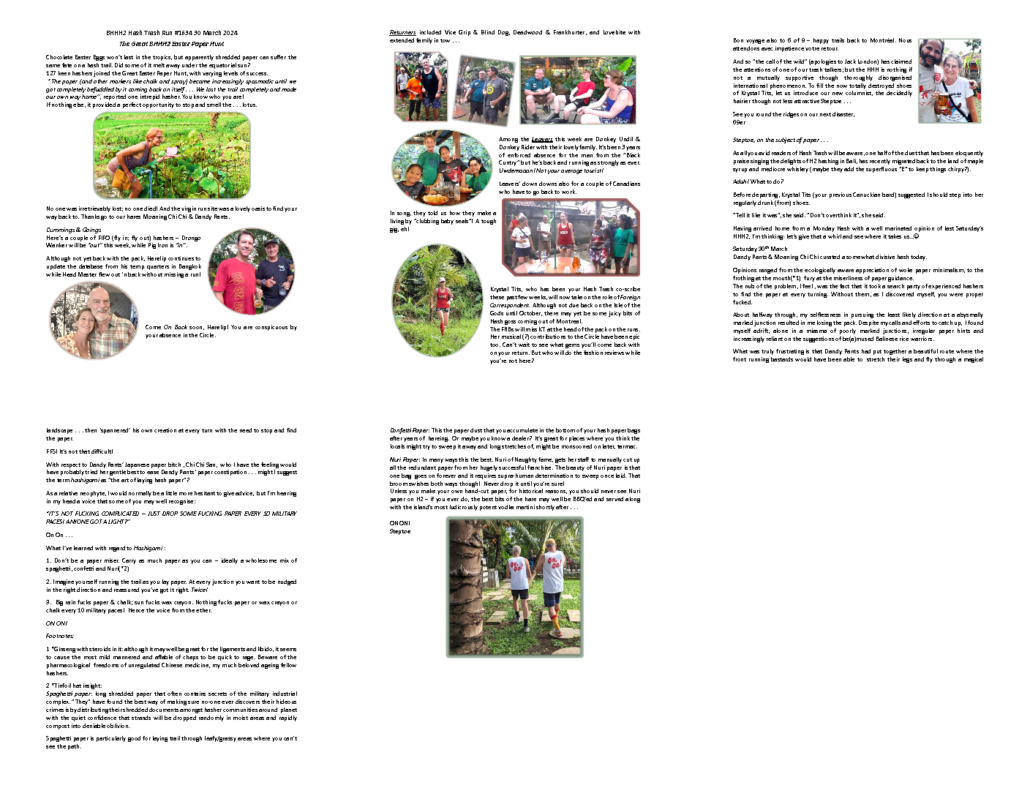 BHHH2 Hash Trash Run #1634 30 March 2024
The Great BHHH2 Easter Paper Hunt
Chocolate Easter Eggs won't last in the tropics, but apparently shredded paper can suffer the
same fate on a hash trail. Did some of it melt away under the equatorial sun?
127 keen hashers joined the Great Easter Paper Hunt, with varying levels of success.
"The paper (and other markers like chalk and spray) became increasingly spasmodic until we
got completely befuddled by it coming back on itself . . . We lost the trail completely and made
our own way home", reported one intrepid hasher. You know who you are!
If nothing else, it provided a perfect opportunity to stop and smell the . . . lotus.
No one was irretrievably lost; no one died! And the virgin run site was a lovely oasis to find your
way back to. Thanks go to our hares Moaning Chi Chi & Dandy Pants.
Cummings & Goings
Here's a couple of FIFO (fly in; fly out) hashers – Drongo
Wanker will be "out" this week, while Pig Iron is "in".
Although not yet back with the pack, Harelip continues to
update the database from his temp quarters in Bangkok
while Head Master flew out 'n back without missing a run!
Come On Back soon, Harelip! You are conspicuous by
your absence in the Circle.
Returners included Vice Grip & Blind Dog, Deadwood & Frankhurter, and Lovebite with
extended family in tow . . .
Among the Leavers this week are Donkey Urdil &
Donkey Rider with their lovely family. It's been 3 years
of enforced absence for the man from the "Black
Cuntry" but he's back and running as strongly as ever.
Undemoaan! Not your average tourist!
Leavers' down downs also for a couple of Canadians
who have to go back to work.
In song, they told us how they make a
living by "clubbing baby seals"! A tough
gig, eh!
Krystal Tits, who has been your Hash Trash co-scribe
these past few weeks, will now take on the role of Foreign
Correspondent. Although not due back on the Isle of the
Gods until October, there may yet be some juicy bits of
Hash goss coming out of Montreal.
The FRBs will miss KT at the head of the pack on the runs.
Her musical (?) contributions to the Circle have been epic
too. Can't wait to see what gems you'll come back with
on your return. But who will do the fashion reviews while
you're not here?
Bon voyage also to 6 of 9 – happy trails back to Montréal. Nous
attendons avec impatience votre retour.
And so "the call of the wild" (apologies to Jack London) has claimed
the attentions of one of our trash talkers; but the HHH is nothing if
not a mutually supportive though thoroughly disorganised
international phenomenon. To fill the now totally destroyed shoes
of Krystal Tits, let us introduce our new columnist, the decidedly
hairier though not less attractive Steptoe . . .
See you round the ridges on our next disaster,
69er
Steptoe, on the subject of paper . . .
As all you avid readers of Hash Trash will be aware, one half of the duet that has been eloquently
praise singing the delights of H2 hashing in Bali, has recently migrated back to the land of maple
syrup and mediocre whiskey (maybe they add the superfluous "E" to keep things chirpy?).
Aduh! What to do?
Before departing, Krystal Tits (your previous Canuckian bard) suggested I should step into her
regularly drunk (from) shoes.
"Tell it like it was", she said. "Don't overthink it", she said.
Having arrived home from a Monday Hash with a well marinated opinion of last Saturday's
HHH2, I'm thinking: let's give that a whirl and see where it takes us..☺
Saturday 30th March
Dandy Pants & Moaning Chi Chi curated a somewhat divisive hash today.
Opinions ranged from the ecologically aware appreciation of woke paper minimalism, to the
frothing at the mouth(*1) fury at the miserliness of paper guidance.
The nub of the problem, I feel, was the fact that it took a search party of experienced hashers
to find the paper at every turning. Without them, as I discovered myself, you were proper
fucked.
About halfway through, my selflessness in pursuing the least likely direction at an abysmally
marked junction resulted in me losing the pack. Despite my calls and efforts to catch up, I found
myself adrift, alone in a miasma of poorly marked junctions, irregular paper hints and
increasingly reliant on the suggestions of be(a)mused Balinese rice warriors.
What was truly frustrating is that Dandy Pants had put together a beautiful route where the
front running bastards would have been able to stretch their legs and fly through a magical
landscape . . . then 'spannered' his own creation at every turn with the need to stop and find
the paper.
FFS! It's not that difficult!
With respect to Dandy Pants' Japanese paper bitch , Chi Chi San, who I have the feeling would
have probably tried her gentle best to ease Dandy Pants' paper constipation . . . might I suggest
the term hashigami as "the art of laying hash paper"?
As a relative neophyte, I would normally be a little more hesitant to give advice, but I'm hearing
in my head a voice that some of you may well recognise:
"IT'S NOT FUCKING COMPLICATED – JUST DROP SOME FUCKING PAPER EVERY 10 MILITARY
PACES! ANYONE GOT A LIGHT?"
On On . . .
What I've learned with regard to Hashigami :
1. Don't be a paper miser. Carry as much paper as you can – ideally a wholesome mix of
spaghetti, confetti and Nuri(*2)
2. Imagine yourself running the trail as you lay paper. At every junction you want to be nudged
in the right direction and reassured you've got it right. Twice!
3. Big rain fucks paper & chalk; sun fucks wax crayon. Nothing fucks paper or wax crayon or
chalk every 10 military paces! Hence the voice from the ether.
ON ON!
Footnotes:
1 *Ginseng with steroids in it: although it may well be great for the ligaments and libido, it seems
to cause the most mild mannered and affable of chaps to be quick to rage. Beware of the
pharmacological freedoms of unregulated Chinese medicine, my much beloved ageing fellow
hashers.
2 *Tinfoil hat insight:
Spaghetti paper: long shredded paper that often contains secrets of the military industrial
complex. "They" have found the best way of making sure no-one ever discovers their hideous
crimes is by distributing their shredded documents amongst hasher communities around planet
with the quiet confidence that strands will be dropped randomly in moist areas and rapidly
compost into deniable oblivion.
Spaghetti paper is particularly good for laying trail through leafy/grassy areas where you can't
see the path.
Confetti Paper: This the paper dust that you accumulate in the bottom of your hash paper bags
after years of hareing. Or maybe you know a dealer? It's great for places where you think the
locals might try to sweep it away and long stretches of, might be monsooned on later, tarmac.
Nuri Paper: In many ways this the best. Nuri of Naughty fame, gets her staff to manually cut up
all the redundant paper from her hugely successful franchise. The beauty of Nuri paper is that
one bag goes on forever and it requires supra-human determination to sweep once laid. That
broom swishes both ways though! Never drop it until you're sure!
Unless you make your own hand-cut paper, for historical reasons, you should never see Nuri
paper on H2 – if you ever do, the best bits of the hare may well be BBQ'ed and served along
with the island's most ludicrously potent vodka martini shortly after . . .
ON ON!
Steptoe